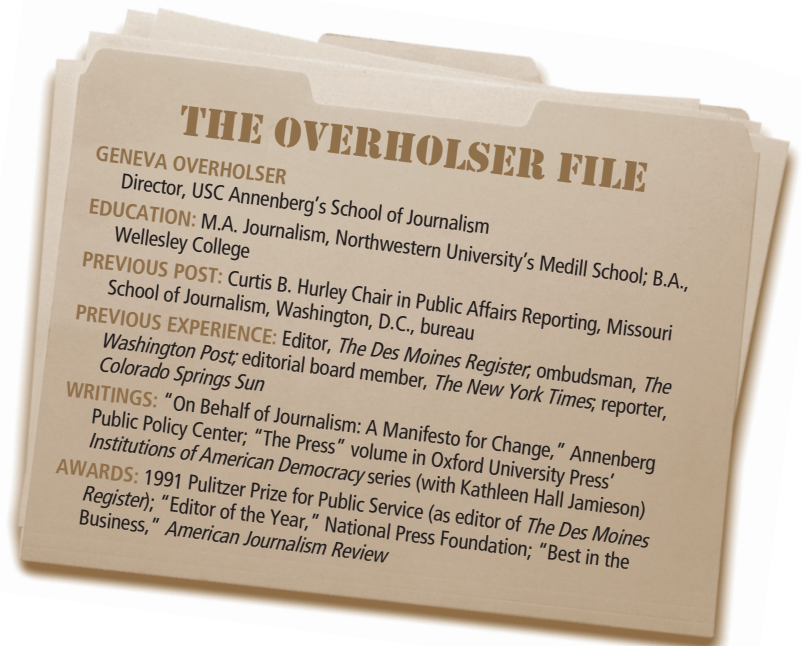 THE OVERHOLSER FILE
GENEVA OVERHOLSER
Director, USC Annenberg’s School of Journalism
EDUCATION: M.A. Journalism, Northwestern University’s Medill School; B.A.,
Wellesley College
PREVIOUS POST: Curtis B. Hurley Chair in Public Affairs Reporting, Missouri
School of Journalism, Washington, D.C., bureau
PREVIOUS EXPERIENCE: Editor, The Des Moines Register; ombudsman, The
Washington Post; editorial board member, The New York Times; reporter,
Colorado Springs Sun
WRITINGS: “On Behalf of Journalism: A Manifesto for Change,” Annenberg
Public Policy Center; “The Press” volume in Oxford University Press’
Institutions of American Democracy series (with Kathleen Hall Jamieson)
AWARDS: 1991 Pulitzer Prize for Public Service (as editor of The Des Moines
Register); “Editor of the Year,” National Press Foundation; “Best in the
Business,” American Journalism Review